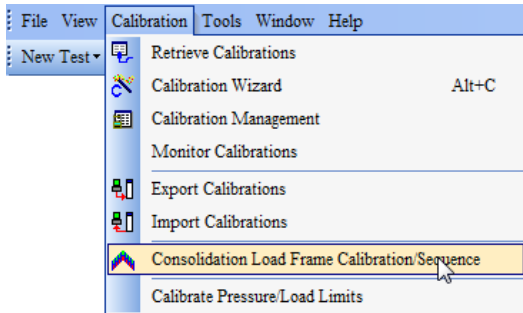 File View Calibration Tools Window Help
New Test
Retrieve Calibrations
Calibration Wizard Alt+C
Calibration Management
Monitor Calibrations
Export Calibrations
Import Calibrations
Consolidation Load Frame Calibration/Sequence
Calibrate Pressure/Load Limits